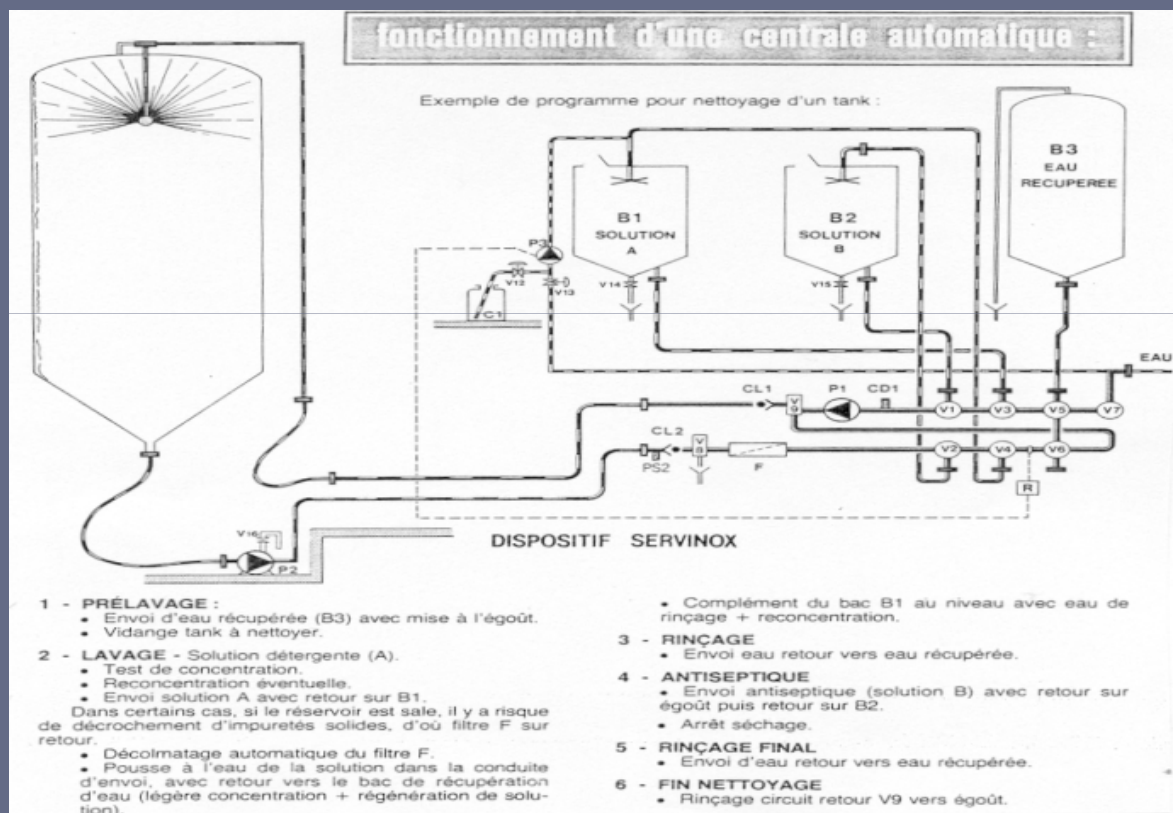 fonctionnement d'une centrale automatique :
Exemple de programme pour nettoyage d'un tank :
B3
EAU
RECUPEREE
B1
SOLUTION
A
B2
SOLUTION
B
P3
V12
V13
V14
V15
C1
EAU
CL1
V9
P1
CD1
V1
V3
V5
V7
CL2
PS2
V8
F
V2
V4
V6
R
V16
P2
DISPOSITIF SERVINOX
1 - PRÉLAVAGE :
• Envoi d'eau récupérée (B3) avec mise à l'égoût.
• Vidange tank à nettoyer.
2 - LAVAGE - Solution détergente (A).
• Test de concentration.
• Reconcentration éventuelle.
• Envoi solution A avec retour sur B1.
Dans certains cas, si le réservoir est sale, il y a risque
de décrochement d'impuretés solides, d'où filtre F sur
retour.
• Décolmatage automatique du filtre F.
• Pousse à l'eau de la solution dans la conduite
d'envoi, avec retour vers le bac de récupération
d'eau (légère concentration + régénération de solu-
tion).
• Complément du bac B1 au niveau avec eau de
rinçage + reconcentration.
3 - RINÇAGE
• Envoi eau retour vers eau récupérée.
4 - ANTISEPTIQUE
• Envoi antiseptique (solution B) avec retour sur
égoût puis retour sur B2.
• Arrêt séchage.
5 - RINÇAGE FINAL
• Envoi d'eau retour vers eau récupérée.
6 - FIN NETTOYAGE
• Rinçage circuit retour V9 vers égoût.